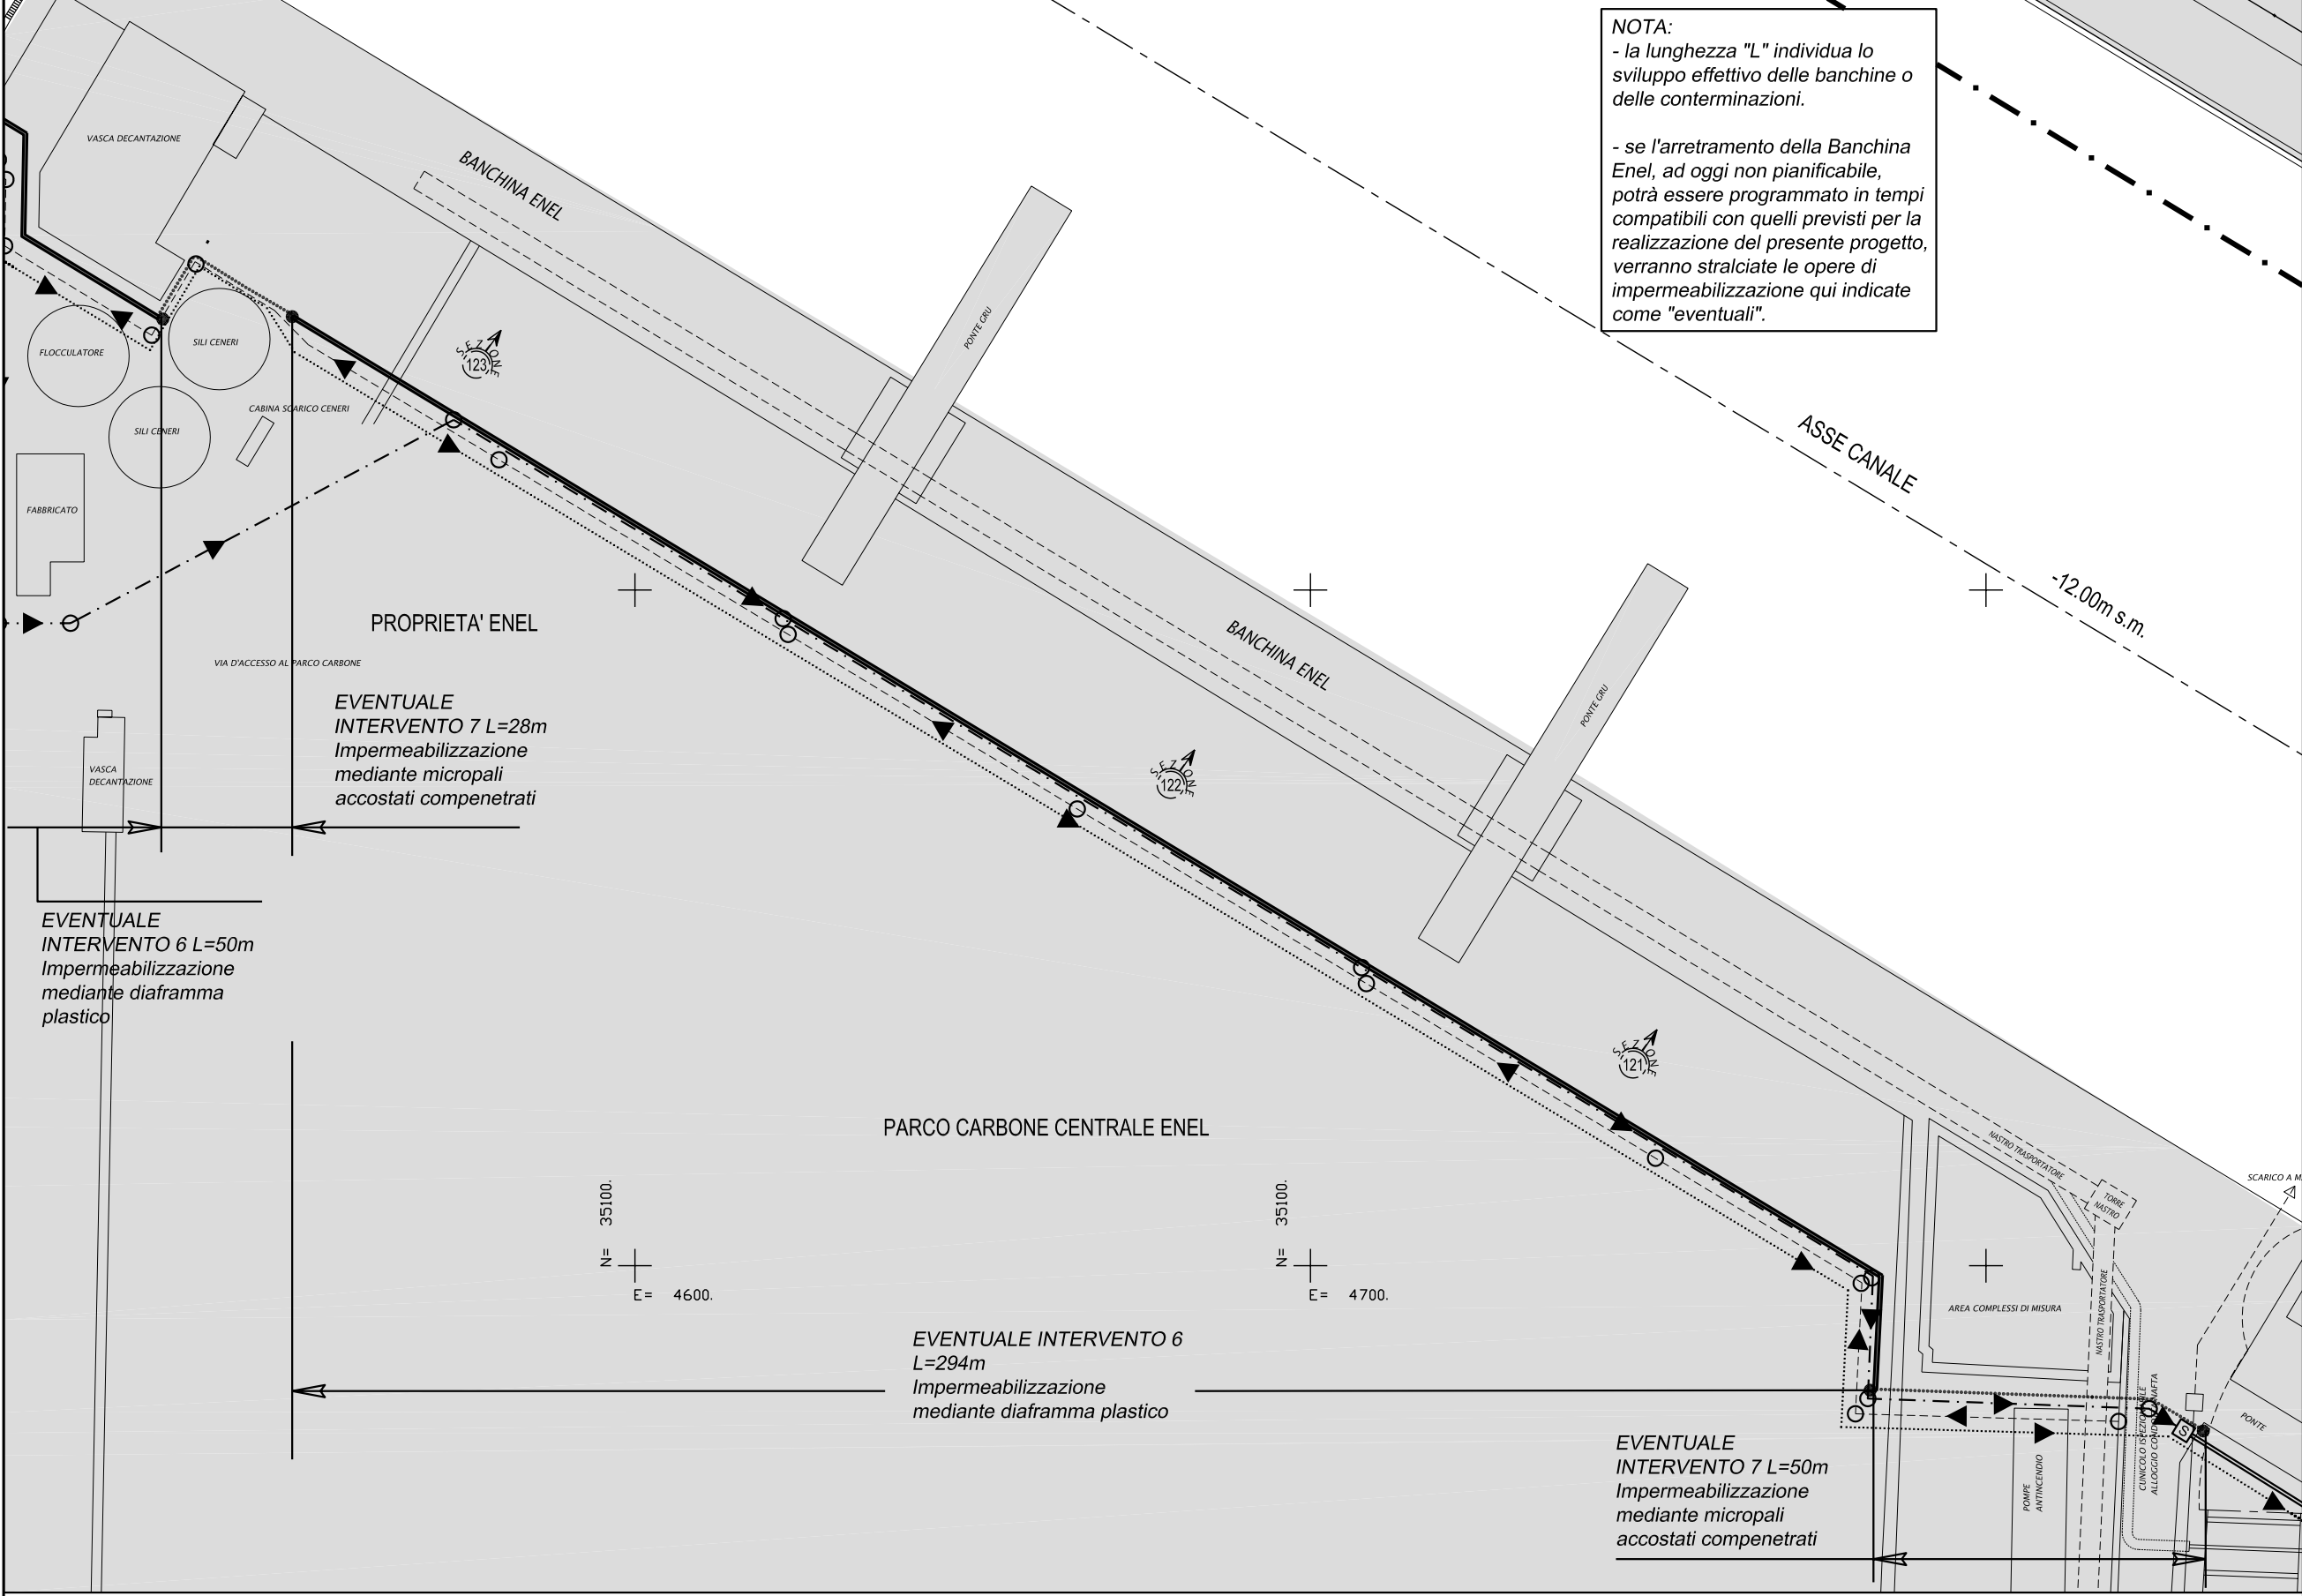 NOTA:
- la lunghezza "L" individua lo
sviluppo effettivo delle banchine o
delle conterminazioni.
- se l'arretramento della Banchina
Enel, ad oggi non pianificabile,
potrà essere programmato in tempi
compatibili con quelli previsti per la
realizzazione del presente progetto,
verranno stralciate le opere di
impermeabilizzazione qui indicate
come "eventuali".
VASCA DECANTAZIONE
BANCHINA ENEL
PONTE GRU
FLOCCULATORE
SILI CENERI
SEZIONE
123
CABINA SCARICO CENERI
SILI CENERI
ASSE CANALE
FABBRICATO
-12.00m s.m.
PROPRIETA' ENEL
BANCHINA ENEL
VIA D'ACCESSO AL PARCO CARBONE
PONTE GRU
EVENTUALE
INTERVENTO 7 L=28m
Impermeabilizzazione
mediante micropali
accostati compenetrati
VASCA
DECANTAZIONE
SEZIONE
122
EVENTUALE
INTERVENTO 6 L=50m
Impermeabilizzazione
mediante diaframma
plastico
SEZIONE
121
PARCO CARBONE CENTRALE ENEL
NASTRO TRASPORTATORE
TORRE
NASTRO
SCARICO A M
N= 35100.
E= 4600.
N= 35100.
E= 4700.
AREA COMPLESSI DI MISURA
NASTRO TRASPORTATORE
EVENTUALE INTERVENTO 6
L=294m
Impermeabilizzazione
mediante diaframma plastico
CUNICOLO ISPEZIONABILE
ALLOGGIO CONDOTTA NAFTA
PONTE
S
EVENTUALE
INTERVENTO 7 L=50m
Impermeabilizzazione
mediante micropali
accostati compenetrati
POMPE
ANTINCENDIO